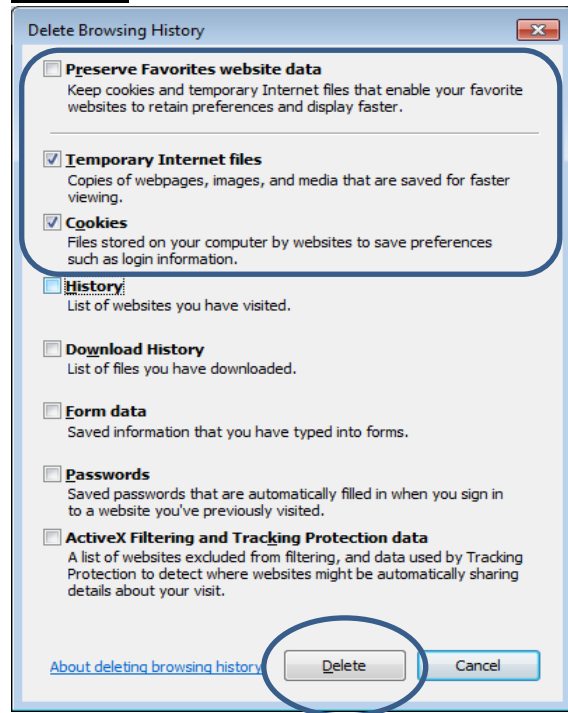 Delete Browsing History
Preserve Favorites website data
Keep cookies and temporary Internet files that enable your favorite
websites to retain preferences and display faster.
Temporary Internet files
Copies of webpages, images, and media that are saved for faster
viewing.
Cookies
Files stored on your computer by websites to save preferences
such as login information.
History
List of websites you have visited.
Download History
List of files you have downloaded.
Form data
Saved information that you have typed into forms.
Passwords
Saved passwords that are automatically filled in when you sign in
to a website you've previously visited.
ActiveX Filtering and Tracking Protection data
A list of websites excluded from filtering, and data used by Tracking
Protection to detect where websites might be automatically sharing
details about your visit.
About deleting browsing history
Delete
Cancel